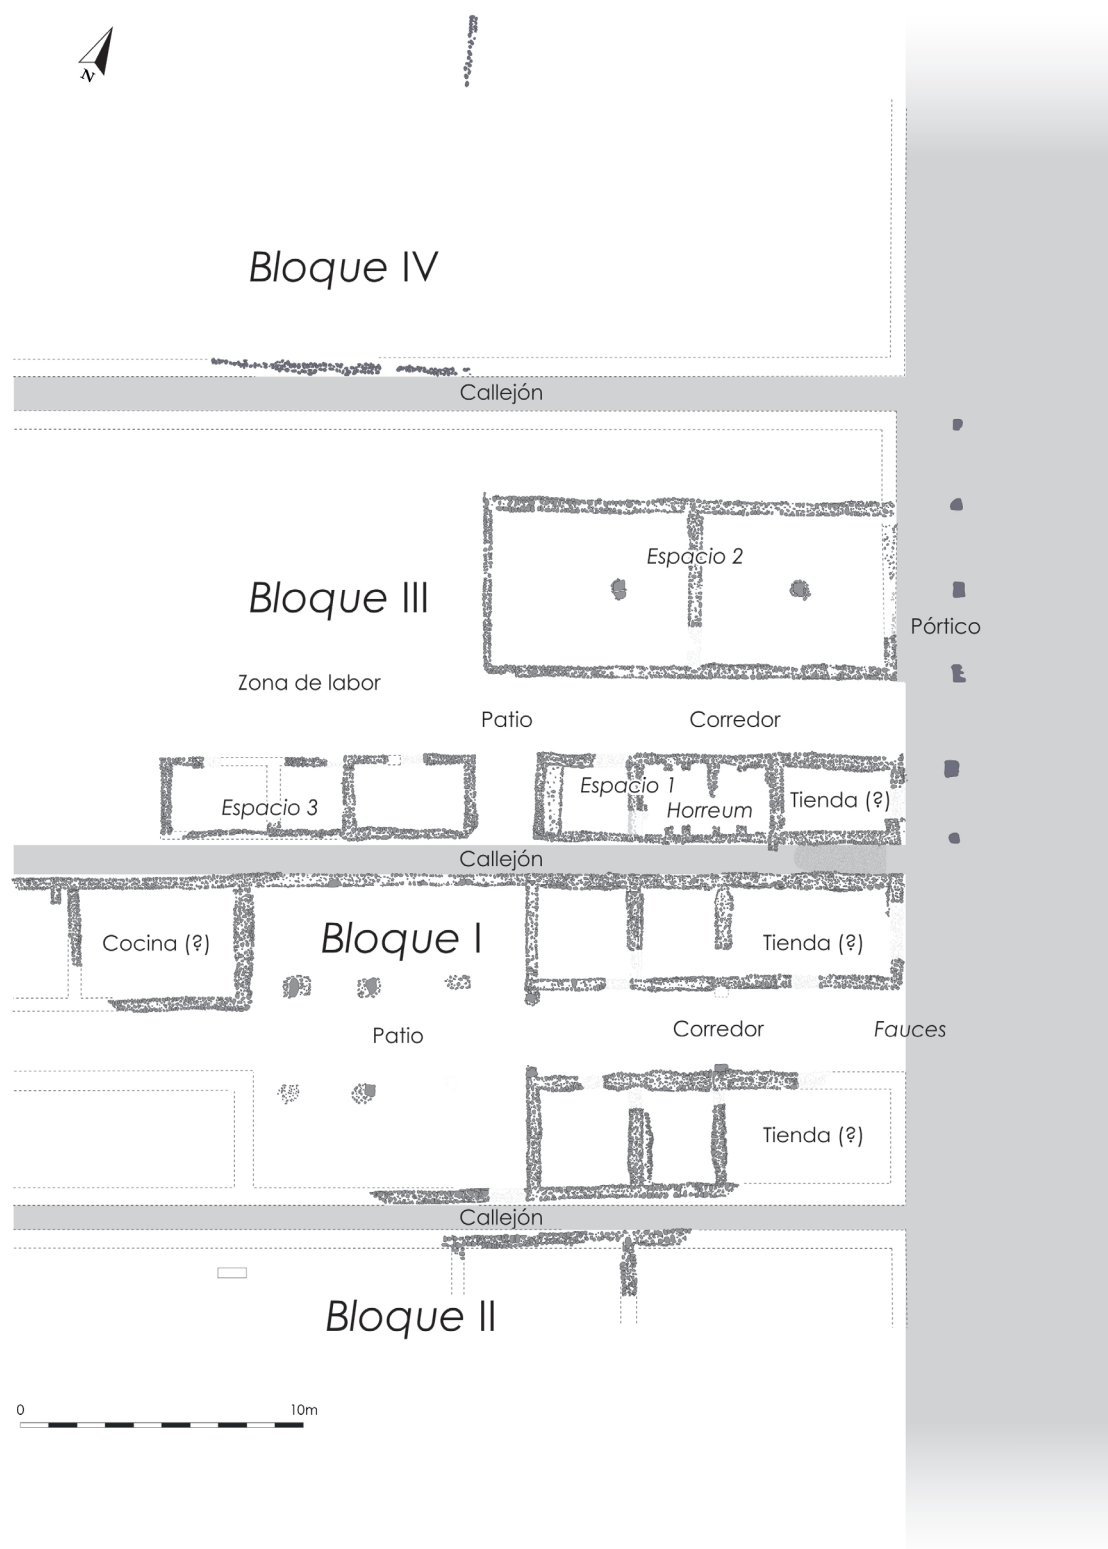 N
Bloque IV
Callejón
Espacio 2
Bloque III
Pórtico
Zona de labor
Patio
Corredor
Espacio 1
Tienda (?)
Espacio 3
Horreum
Callejón
Cocina (?)
Bloque I
Tienda (?)
Patio
Corredor
Fauces
Tienda (?)
Callejón
Bloque II
0
10m